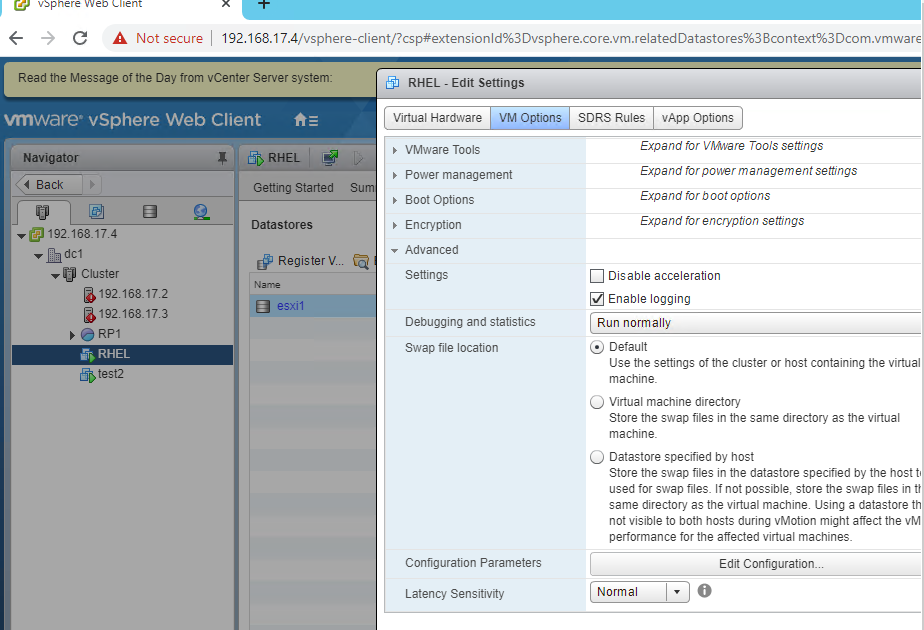 vSphere Web Client
Not secure
192.168.17.4/vsphere-client/?csp#extensionId%3Dvsphere.core.vm.relatedDatastores%3Bcontext%3Dcom.vmware
Read the Message of the Day from vCenter Server system:
vmware® vSphere Web Client
Navigator
Back
192.168.17.4
dc1
Cluster
192.168.17.2
192.168.17.3
RP1
RHEL
test2
RHEL
Getting Started
Sum
Datastores
Register V...
Name
esxi1
RHEL - Edit Settings
Virtual Hardware
VM Options
SDRS Rules
vApp Options
VMware Tools
Expand for VMware Tools settings
Power management
Expand for power management settings
Boot Options
Expand for boot options
Encryption
Expand for encryption settings
Advanced
Settings
Disable acceleration
Enable logging
Debugging and statistics
Run normally
Swap file location
Default
Use the settings of the cluster or host containing the virtual
machine.
Virtual machine directory
Store the swap files in the same directory as the virtual
machine.
Datastore specified by host
Store the swap files in the datastore specified by the host t
used for swap files. If not possible, store the swap files in th
same directory as the virtual machine. Using a datastore th
not visible to both hosts during vMotion might affect the vM
performance for the affected virtual machines.
Configuration Parameters
Edit Configuration...
Latency Sensitivity
Normal